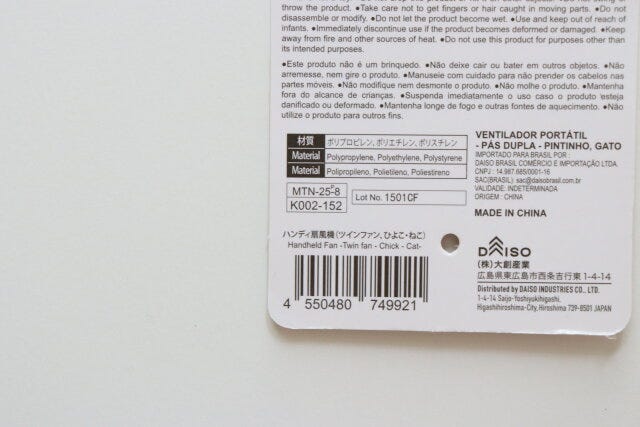 throw the product. ●Take care not to get fingers or hair caught in moving parts. ●Do not
disassemble or modify. ●Do not let the product become wet. ●Use and keep out of reach of
infants. ●Immediately discontinue use if the product becomes deformed or damaged. ●Keep
away from fire and other sources of heat. ●Do not use this product for purposes other than
its intended purposes.
●Este produto não é um brinquedo. ●Não deixe cair ou bater em outros objetos. ●Não
arremesse, nem gire o produto. ●Manuseie com cuidado para não prender os cabelos nas
partes móveis. ●Não modifique nem desmonte o produto. ●Não molhe o produto. ●Mantenha
fora do alcance de crianças. ●Suspenda imediatamente o uso caso o produto esteja
danificado ou deformado. ●Mantenha longe de fogo e outras fontes de aquecimento. ●Não
utilize o produto para outros fins.
材質 ポリプロピレン、ポリエチレン、ポリスチレン
Material Polypropylene, Polyethylene, Polystyrene
Material Polipropileno, Polietileno, Poliestireno
MTN-25-8
P
K002-152
Lot No. 1501CF
VENTILADOR PORTÁTIL
- PÁS DUPLA - PINTINHO, GATO
IMPORTADO PARA BRASIL POR :
DAISO BRASIL COMÉRCIO E IMPORTAÇÃO LTDA.
CNPJ : 14.987.685/0001-16
SAC(BRASIL): sac@daisobrasil.com.br
VALIDADE: INDETERMINADA
ORIGEM : CHINA
MADE IN CHINA
ハンディ扇風機(ツインファン、ひよこ・ねこ)
Handheld Fan -Twin fan - Chick - Cat-
4 550480 749921
DAISO
(株)大創産業
広島県東広島市西条吉行東1-4-14
Distributed by DAISO INDUSTRIES CO., LTD.
1-4-14 Saijo-Yoshiyukihigashi,
Higashihiroshima-City, Hiroshima 739-8501 JAPAN